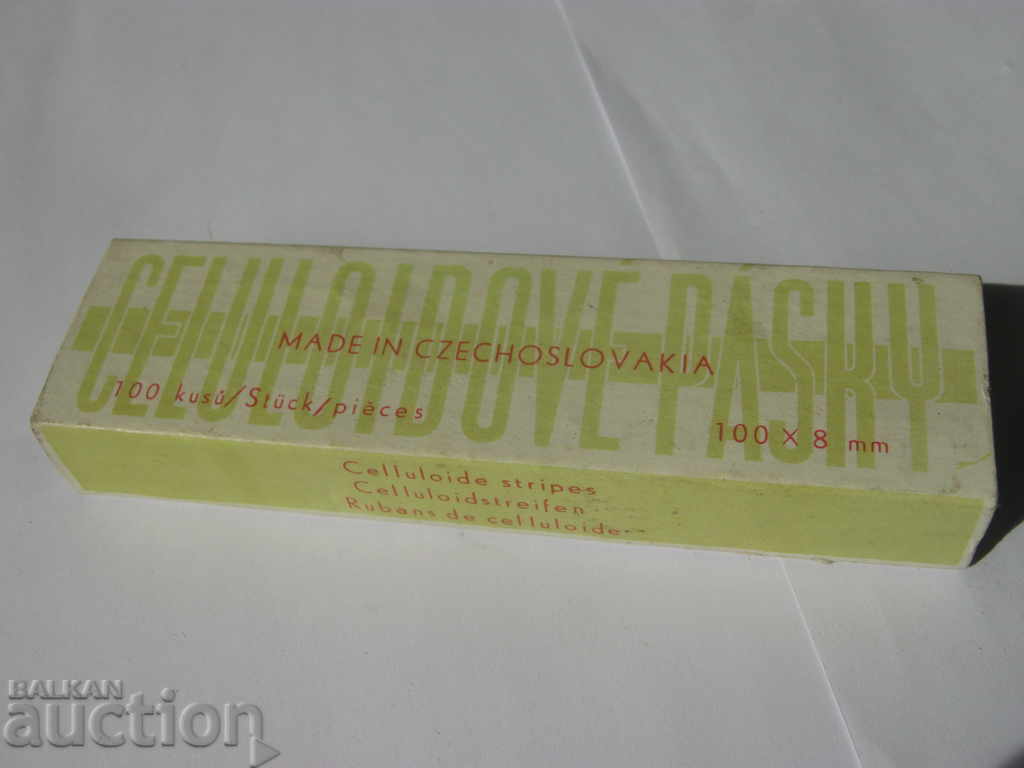 CELULOIDOVÉ PÁSKY
MADE IN CZECHOSLOVAKIA
100 kusů/Stück/pièces
100 X 8 mm
Celluloide stripes
Celluloidstreifen
Rubans de celluloide
BALKAN
auction